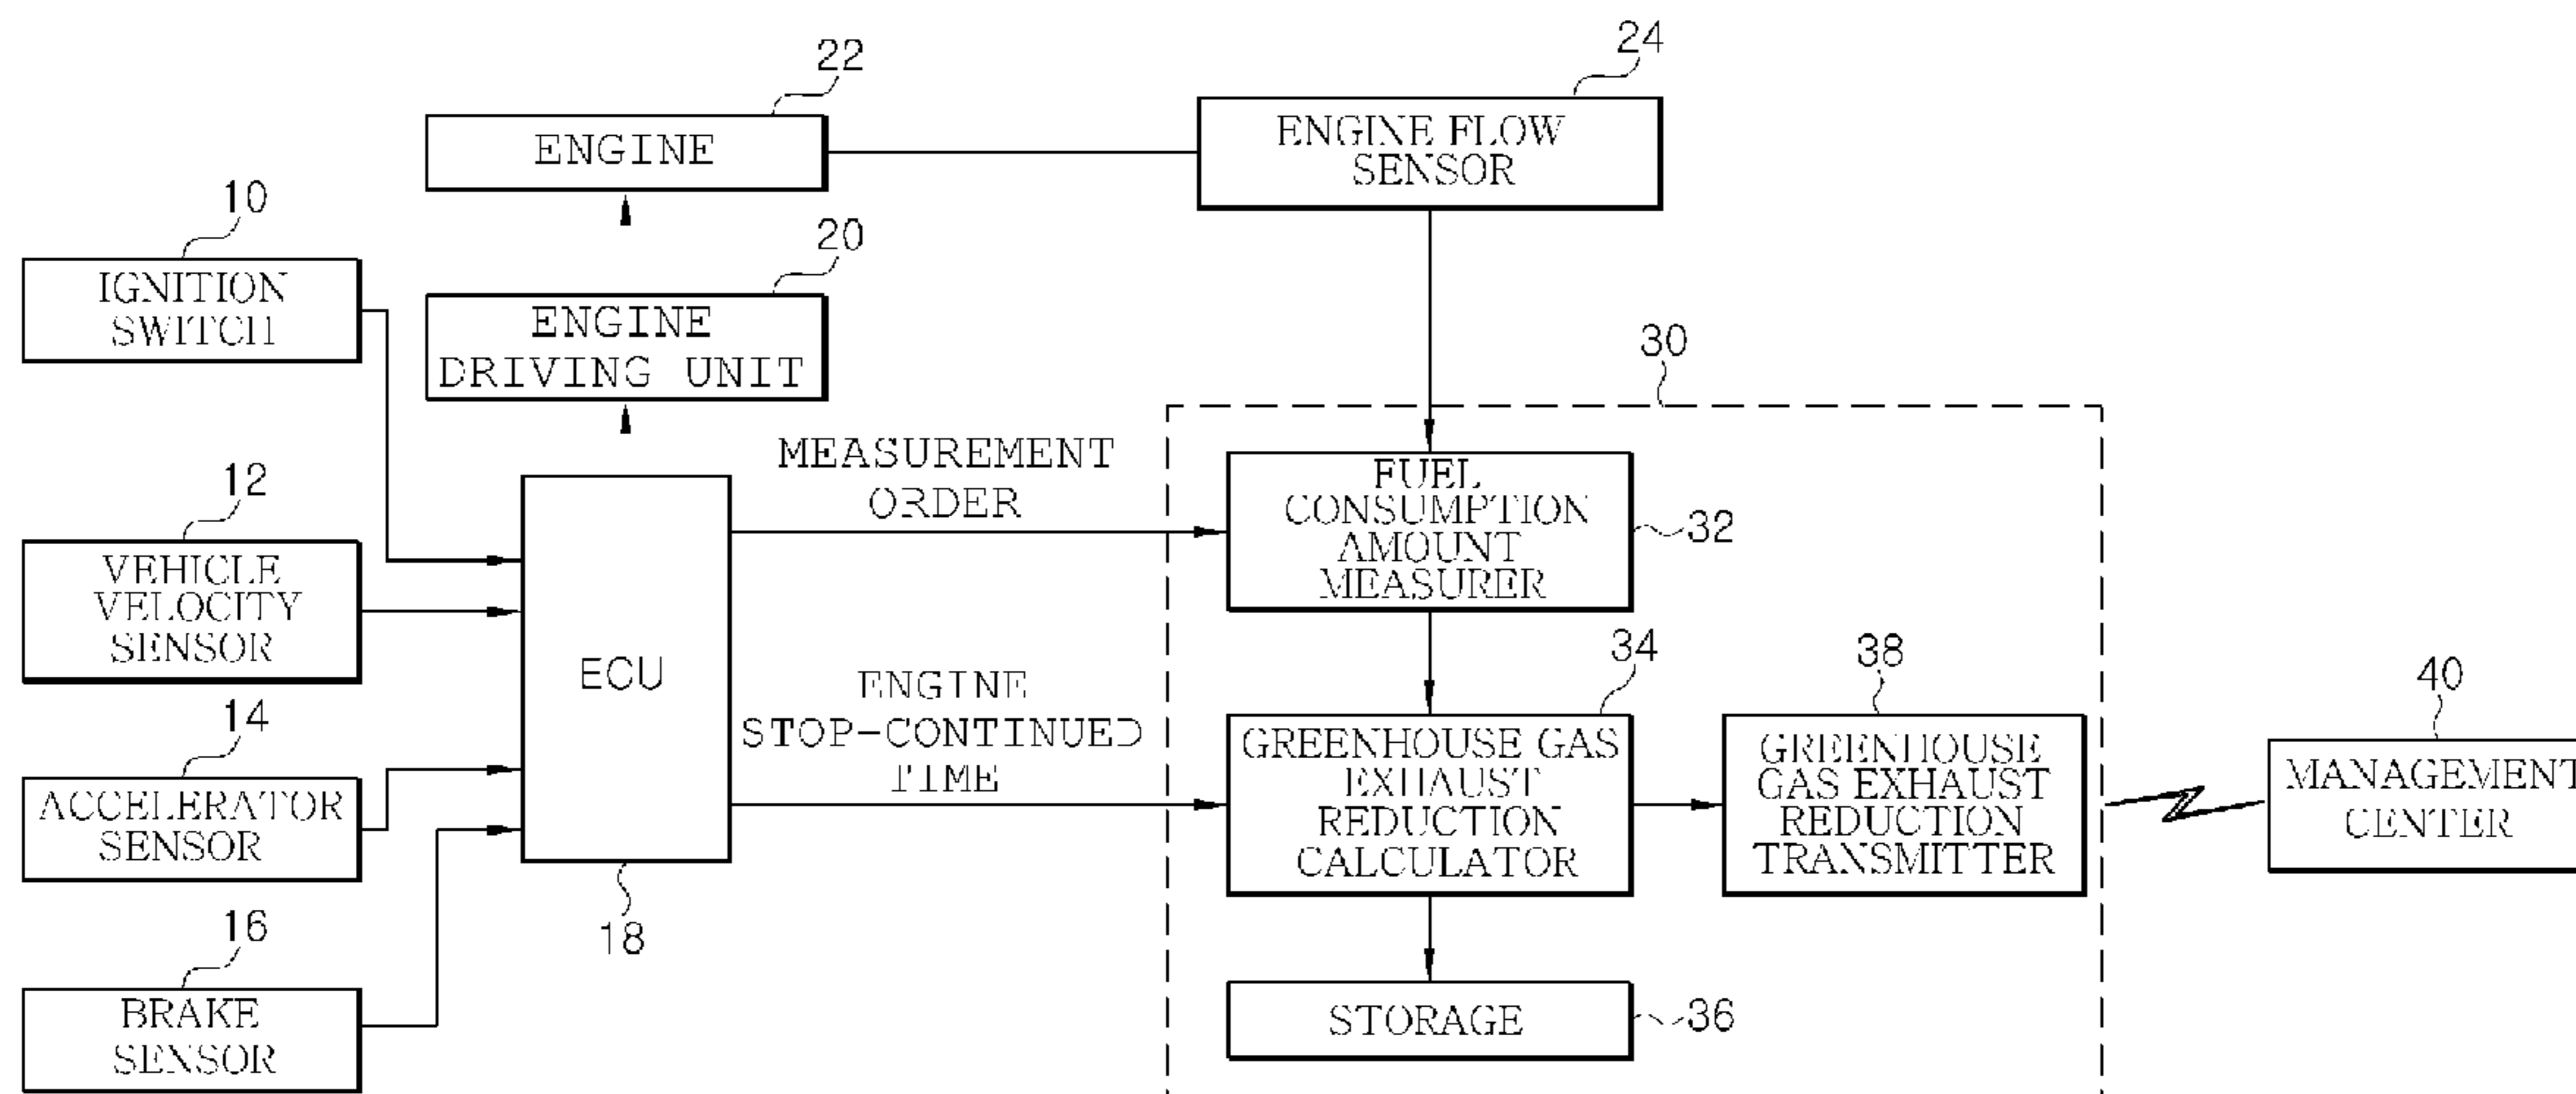 22
ENGINE
24
ENGINE FLOW
SENSOR
10
IGNITION
SWITCH
20
ENGINE
DRIVING UNIT
30
12
VEHICLE
VELOCITY
SENSOR
MEASUREMENT
ORDER
FUEL
CONSUMPTION
AMOUNT
MEASURER
32
14
ACCELERATOR
SENSOR
ECU
18
ENGINE
STOP-CONTINUED
TIME
34
GREENHOUSE GAS
EXHAUST
REDUCTION
CALCULATOR
38
GREENHOUSE
GAS EXHAUST
REDUCTION
TRANSMITTER
40
MANAGEMENT
CENTER
16
BRAKE
SENSOR
STORAGE
36